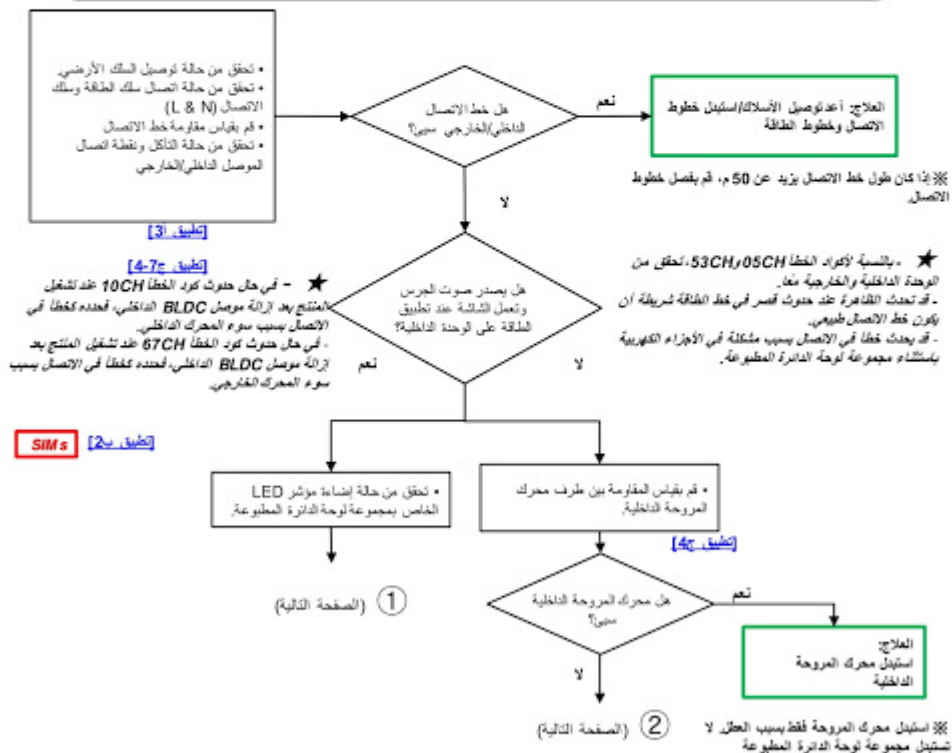 • تحقق من حالة توصيل السلك الأرضي.
• تحقق من حالة اتصال سلك الطاقة وسلك
الاتصال (L & N)
• قم بقياس مقاومة خط الاتصال
• تحقق من حالة التآكل ونقطة اتصال
الموصل الداخلي/الخارجي
[تطبيق أ3]
هل خط الاتصال
الداخلي/الخارجي سيئ؟
نعم
العلاج: أعد توصيل الأسلاك/استبدل خطوط
الاتصال وخطوط الطاقة
※ إذا كان طول خط الاتصال يزيد عن 50 م، قم بفصل خطوط
الاتصال.
لا
[تطبيق ج7-4]
★ - في حال حدوث كود الخطأ 10CH عند تشغيل
المنتج بعد إزالة موصل BLDC الداخلي، فحدده كخطأ في
الاتصال بسبب سوء المحرك الداخلي.
- في حال حدوث كود الخطأ 67CH عند تشغيل المنتج بعد
إزالة موصل BLDC الداخلي، فحدده كخطأ في الاتصال بسبب
سوء المحرك الخارجي.
هل يصدر صوت الجرس
وتعمل الشاشة عند تطبيق
الطاقة على الوحدة الداخلية؟
نعم
لا
★ - بالنسبة لأكواد الخطأ 05CH و53CH، تحقق من
الوحدة الداخلية والخارجية معًا.
- قد تحدث الظاهرة عند حدوث قصر في خط الطاقة شريطة أن
يكون خط الاتصال طبيعي.
- قد يحدث خطأ في الاتصال بسبب مشكلة في الأجزاء الكهربية
باستثناء مجموعة لوحة الدائرة المطبوعة.
SIMs
[تطبيق ب2]
• تحقق من حالة إضاءة مؤشر LED
الخاص بمجموعة لوحة الدائرة المطبوعة.
① (الصفحة التالية)
• قم بقياس المقاومة بين طرف محرك
المروحة الداخلية.
[تطبيق ج4]
هل محرك المروحة الداخلية
سيئ؟
نعم
العلاج:
استبدل محرك المروحة
الداخلية
لا
② (الصفحة التالية)
※ استبدل محرك المروحة فقط بسبب العطل. لا
تستبدل مجموعة لوحة الدائرة المطبوعة